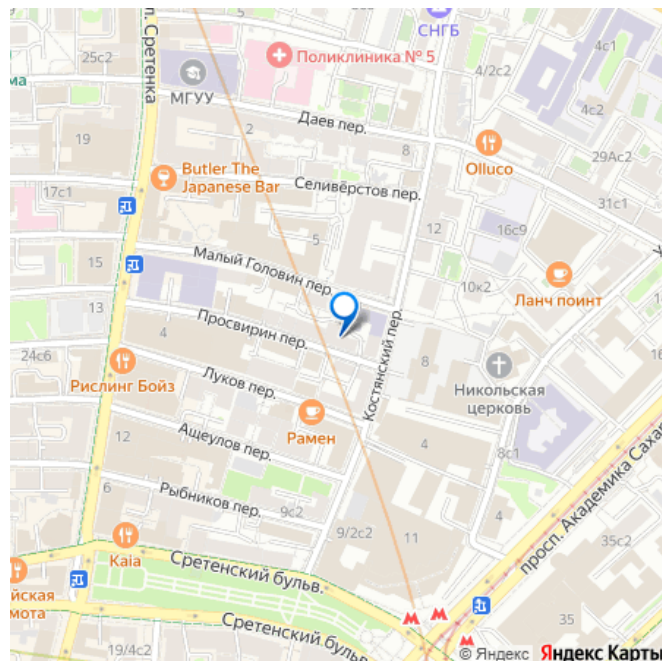 25с2
п. Сретенка
СНГБ
4с1
Поликлиника № 5
4/2с2
МГУУ
4с2
19
2
Даев пер.
8
Olluco
29Ас2
Butler The
Japanese Bar
Селивёрстов пер.
17с1
12
16с9
5
15
Малый Головин пер.
10к2
Ланч поинт
13
Просвирин пер.
4
24с6
Рислинг Бойз
Костянский пер.
8
Никольская
церковь
Луков пер.
Рамен
4
Ащеулов пер.
12
8с1
просп. Академика Сахар
6
Рыбников пер.
9с2
9/2с2
11
4
35с2
Kaia
Сретенский бульв.
йская
мота
35
Сретенский бульв.
19/4с2
© Яндекс Яндекс Карты